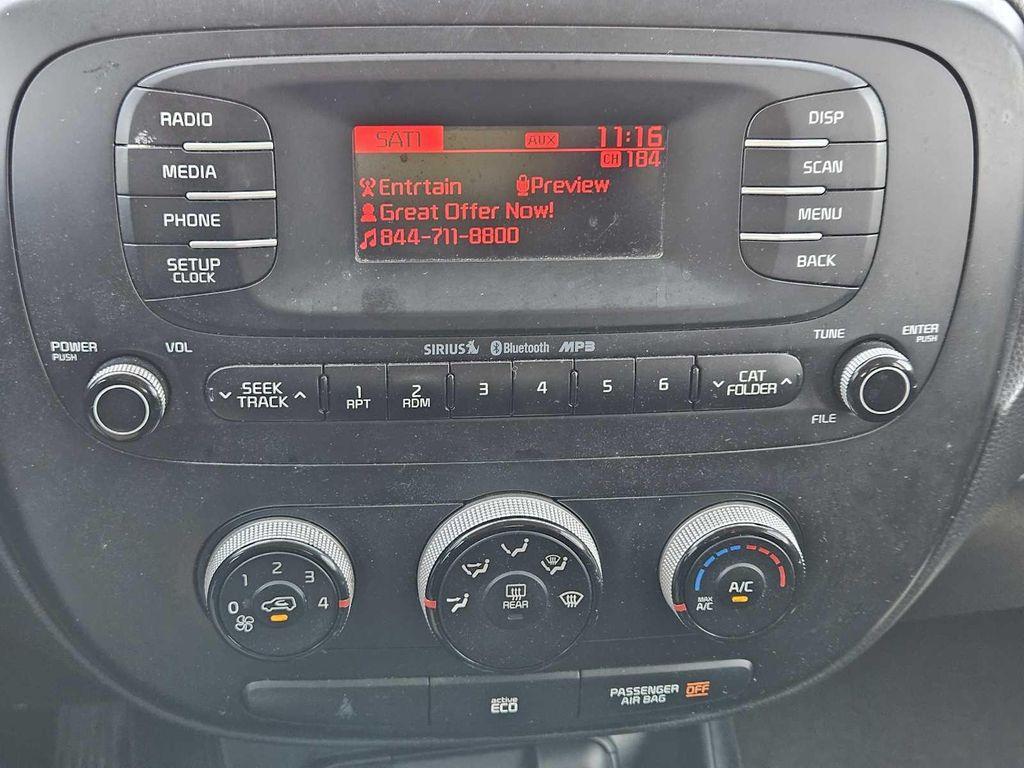 RADIO
MEDIA
PHONE
SETUP
CLOCK
SAT1 AUX 11:16
CH 184
Entrtain Preview
Great Offer Now!
844-711-8800
DISP
SCAN
MENU
BACK
POWER
PUSH
VOL
SIRIUS Bluetooth MP3
TUNE
ENTER
PUSH
FILE
SEEK
TRACK
1
RPT
2
RDM
3
4
5
6
CAT
FOLDER
0 1 2 3 4
REAR
A/C
MAX
A/C
active
ECO
PASSENGER OFF
AIR BAG